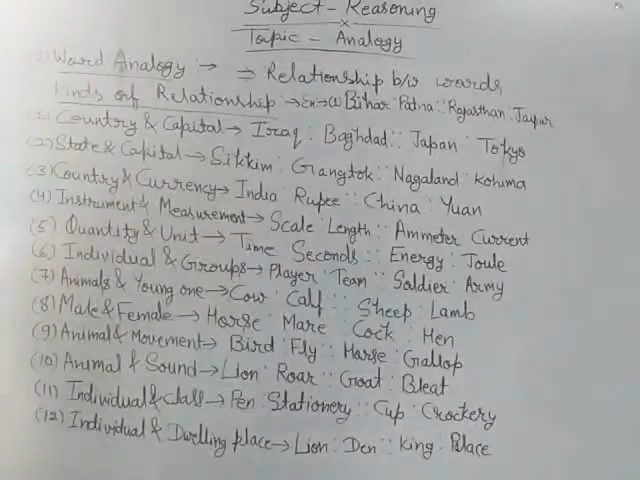 Subject - Reasoning
Topic - Analogy
(1) Word Analogy → ⇒ Relationship b/w words,
kinds of Relationship → Ex → (1) Bihar : Patna :: Rajasthan : Jaipur
(1) Country & Capital → Iraq : Baghdad :: Japan : Tokyo
(2) State & Capital → Sikkim : Gangtok :: Nagaland : Kohima
(3) Country & Currency → India : Rupee :: China : Yuan
(4) Instrument & Measurement → Scale : Length :: Ammeter : Current
(5) Quantity & Unit → Time : Seconds :: Energy : Joule
(6) Individual & Groups → Player : Team :: Soldier : Army
(7) Animals & Young one → Cow : Calf :: Sheep : Lamb
(8) Male & Female → Horse : Mare :: Cock : Hen
(9) Animal & Movement → Bird : Fly :: Horse : Gallop
(10) Animal & Sound → Lion : Roar :: Goat : Bleat
(11) Individual & class → Pen : Stationery :: Cup : Crockery
(12) Individual & Dwelling place → Lion : Den :: King : Palace